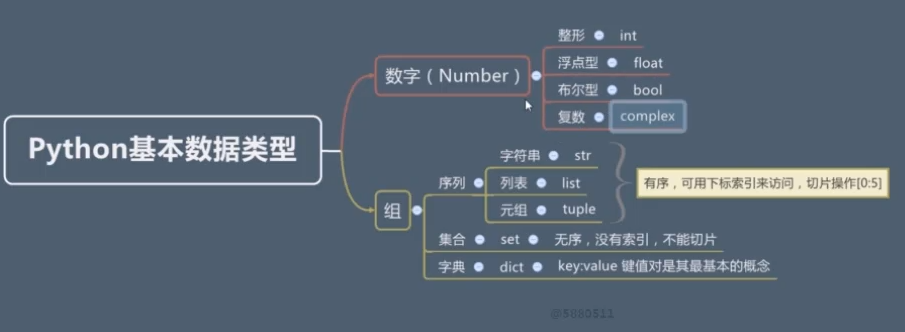 Python基本数据类型
数字（Number）
整形 int
浮点型 float
布尔型 bool
复数 complex
组
序列
字符串 str
列表 list
元组 tuple
有序，可用下标索引来访问，切片操作[0:5]
集合 set 无序，没有索引，不能切片
字典 dict key:value 键值对是其最基本的概念
@5880511